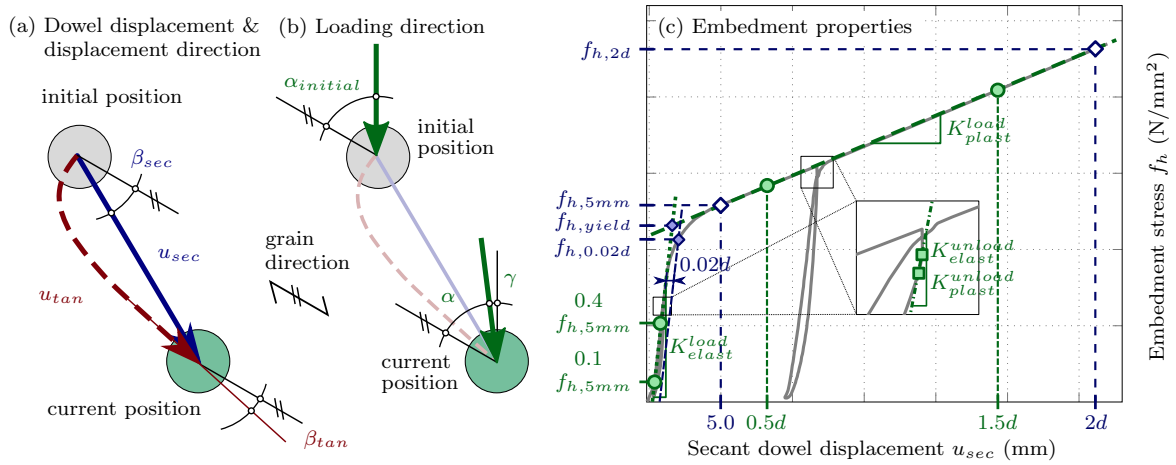 (a) Dowel displacement &
displacement direction
initial position
β_sec
u_sec
u_tan
current position
β_tan
grain
direction
(b) Loading direction
α_initial
initial
position
α
γ
current
position
(c) Embedment properties
f_h,2d
f_h,5mm
f_h,yield
f_h,0.02d
0.4
f_h,5mm
0.1
f_h,5mm
0.02d
K^load_elast
K^load_plast
K^unload_elast
K^unload_plast
5.0
0.5d
1.5d
2d
Secant dowel displacement u_sec (mm)
Embedment stress f_h (N/mm²)